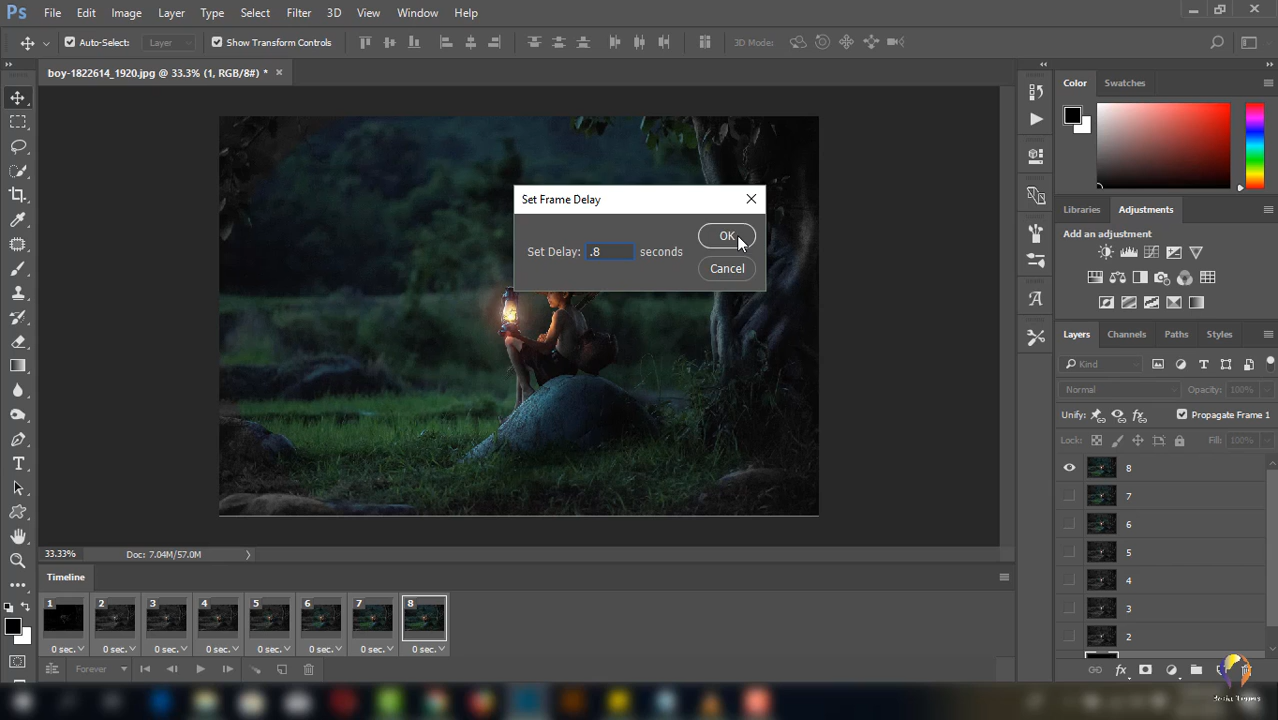 Ps File Edit Image Layer Type Select Filter 3D View Window Help
Auto-Select: Layer Show Transform Controls 3D Mode:
boy-1822614_1920.jpg @ 33.3% (1, RGB/8#) *
Color Swatches
Set Frame Delay
OK
Set Delay: .8 seconds
Cancel
Libraries Adjustments
Add an adjustment
Layers Channels Paths Styles
Kind
Normal Opacity: 100%
Unify: Propagate Frame 1
Lock: Fill: 100%
8
7
6
5
4
3
2
33.33% Doc: 7.04M/57.0M
Timeline
1 2 3 4 5 6 7 8
0 sec. 0 sec. 0 sec. 0 sec. 0 sec. 0 sec. 0 sec. 0 sec.
Forever